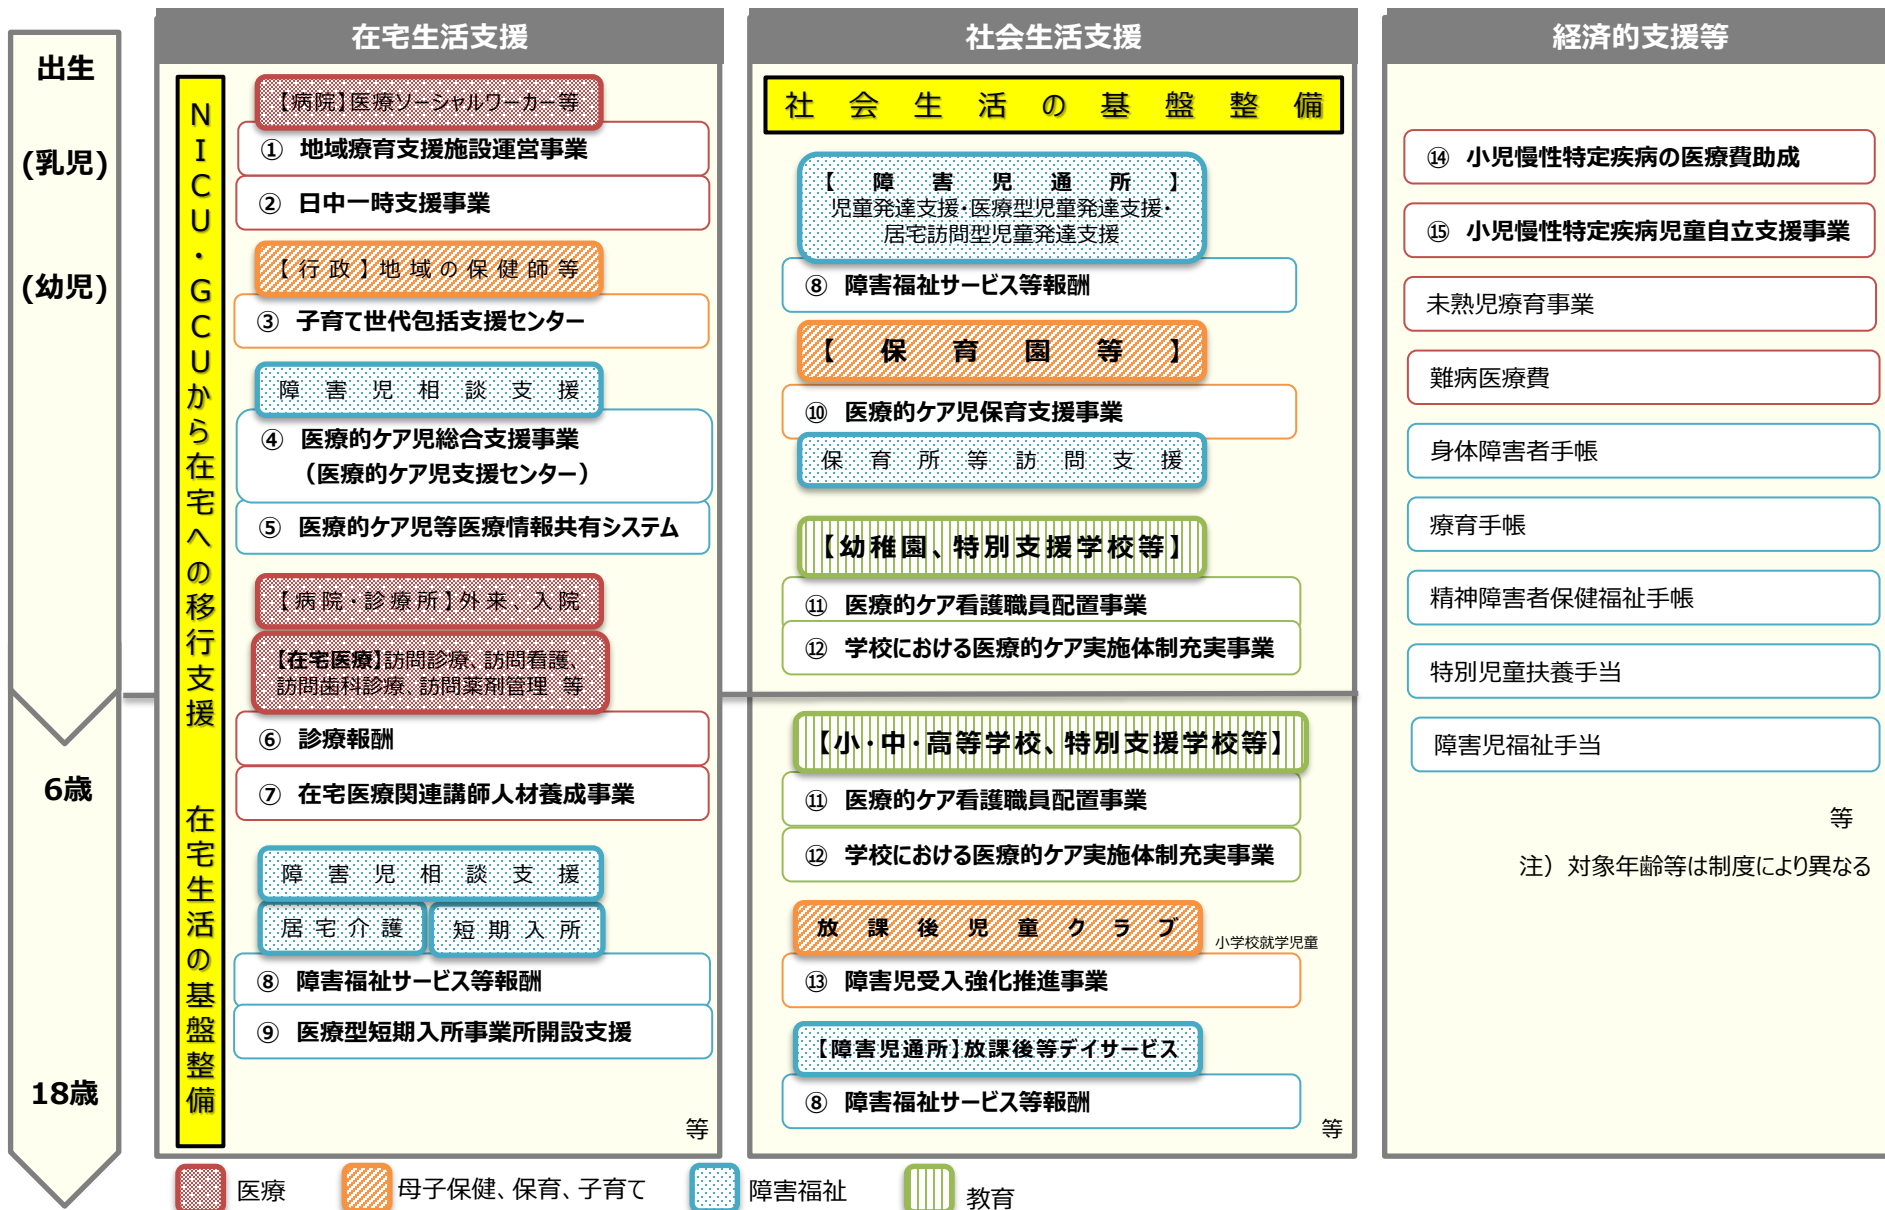 出生
(乳児)
(幼児)
6歳
18歳
在宅生活支援
NICU・GCUから在宅への移行支援　在宅生活の基盤整備
【病院】医療ソーシャルワーカー等
① 地域療育支援施設運営事業
② 日中一時支援事業
【行政】地域の保健師等
③ 子育て世代包括支援センター
障害児相談支援
④ 医療的ケア児総合支援事業
（医療的ケア児支援センター）
⑤ 医療的ケア児等医療情報共有システム
【病院・診療所】外来、入院
【在宅医療】訪問診療、訪問看護、
訪問歯科診療、訪問薬剤管理 等
⑥ 診療報酬
⑦ 在宅医療関連講師人材養成事業
障害児相談支援
居宅介護
短期入所
⑧ 障害福祉サービス等報酬
⑨ 医療型短期入所事業所開設支援
等
社会生活支援
社会生活の基盤整備
【障害児通所】
児童発達支援・医療型児童発達支援・
居宅訪問型児童発達支援
⑧ 障害福祉サービス等報酬
【保育園等】
⑩ 医療的ケア児保育支援事業
保育所等訪問支援
【幼稚園、特別支援学校等】
⑪ 医療的ケア看護職員配置事業
⑫ 学校における医療的ケア実施体制充実事業
【小・中・高等学校、特別支援学校等】
⑪ 医療的ケア看護職員配置事業
⑫ 学校における医療的ケア実施体制充実事業
放課後児童クラブ
小学校就学児童
⑬ 障害児受入強化推進事業
【障害児通所】放課後等デイサービス
⑧ 障害福祉サービス等報酬
等
経済的支援等
⑭ 小児慢性特定疾病の医療費助成
⑮ 小児慢性特定疾病児童自立支援事業
未熟児療育事業
難病医療費
身体障害者手帳
療育手帳
精神障害者保健福祉手帳
特別児童扶養手当
障害児福祉手当
等
注）対象年齢等は制度により異なる
医療
母子保健、保育、子育て
障害福祉
教育